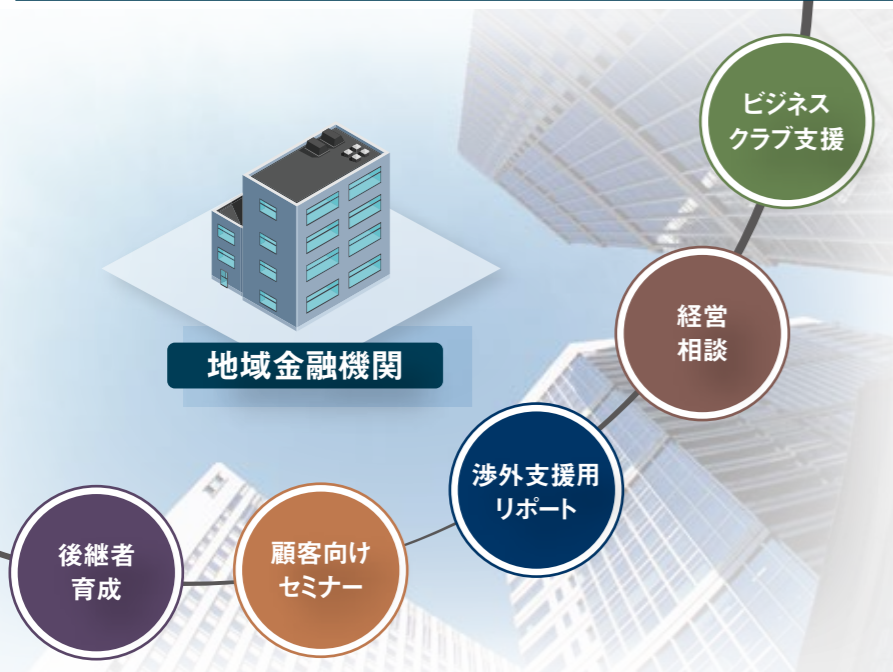 ビジネス
クラブ支援
経営
相談
地域金融機関
渉外支援用
リポート
顧客向け
セミナー
後継者
育成